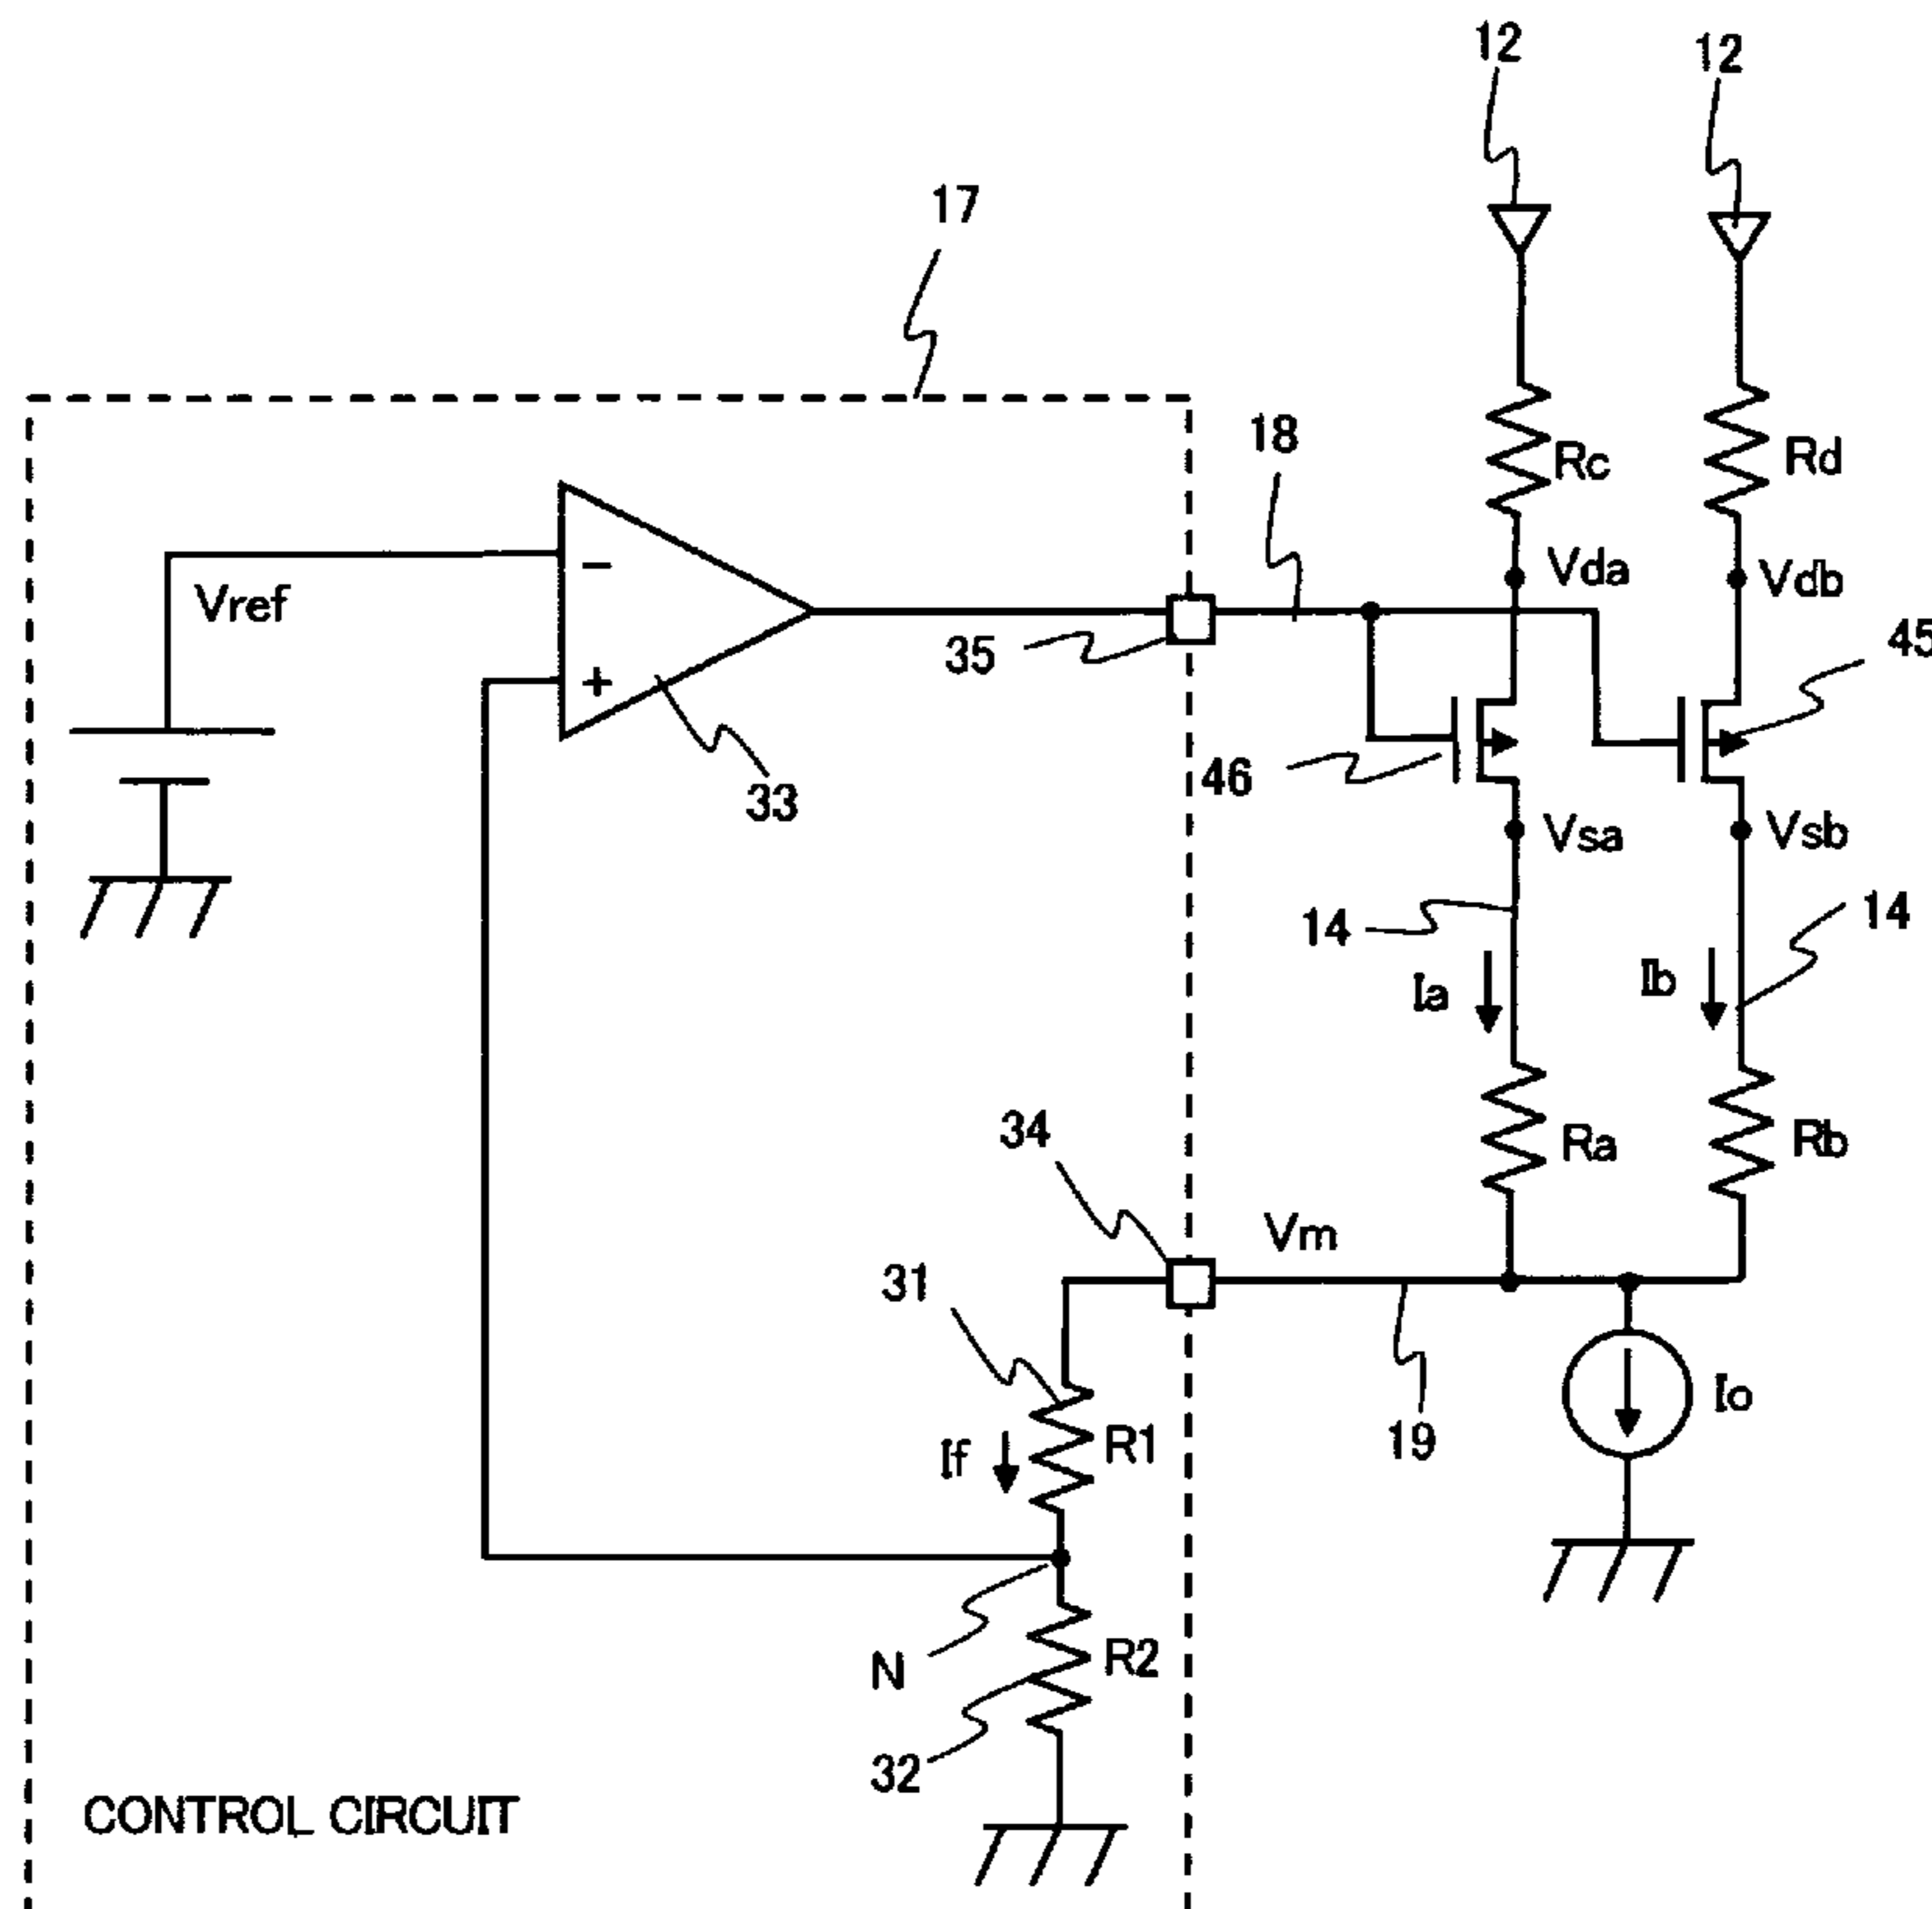 12
12
17
18
Rc
Rd
Vda
Vdb
Vref
−
+
35
45
33
46
Vsa
Vsb
14
14
Ia
Ib
34
Ra
Rb
Vm
31
If
R1
19
Io
N
R2
32
CONTROL CIRCUIT